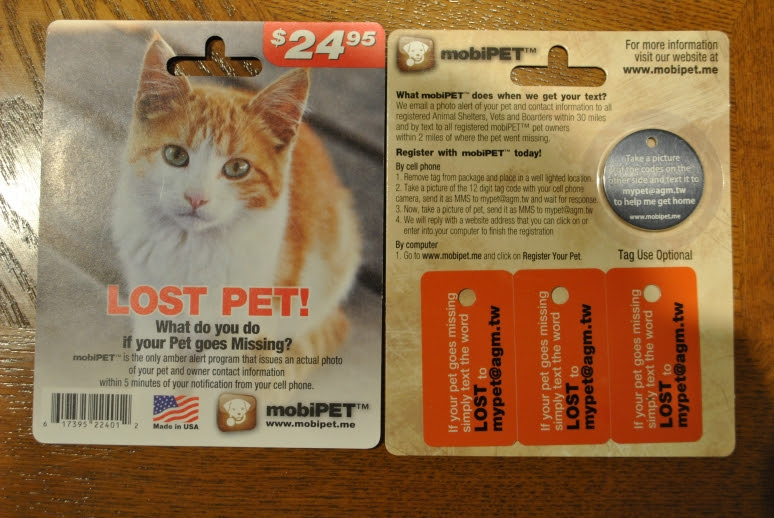 $24.95
LOST PET!
What do you do
if your Pet goes Missing?
mobiPET™ is the only amber alert program that issues an actual photo
of your pet and owner contact information
within 5 minutes of your notification from your cell phone.
6 17395 22401 2
Made in USA
mobiPET™
www.mobipet.me
mobiPET™
For more information
visit our website at
www.mobipet.me
What mobiPET™ does when we get your text?
We email a photo alert of your pet and contact information to all
registered Animal Shelters, Vets and Boarders within 30 miles
and by text to all registered mobiPET™ pet owners
within 2 miles of where the pet went missing.
Register with mobiPET™ today!
By cell phone
1. Remove tag from package and place in a well lighted location.
2. Take a picture of the 12 digit tag code with your cell phone
camera, send it as MMS to mypet@agm.tw and wait for response.
3. Now, take a picture of pet, send it as MMS to mypet@agm.tw
4. We will reply with a website address that you can click on or
enter into your computer to finish the registration
By computer
1. Go to www.mobipet.me and click on Register Your Pet.
Take a picture
of the codes on the
other side and text it to
mypet@agm.tw
to help me get home
www.mobipet.me
Tag Use Optional
If your pet goes missing
simply text the word
LOST to
mypet@agm.tw
If your pet goes missing
simply text the word
LOST to
mypet@agm.tw
If your pet goes missing
simply text the word
LOST to
mypet@agm.tw